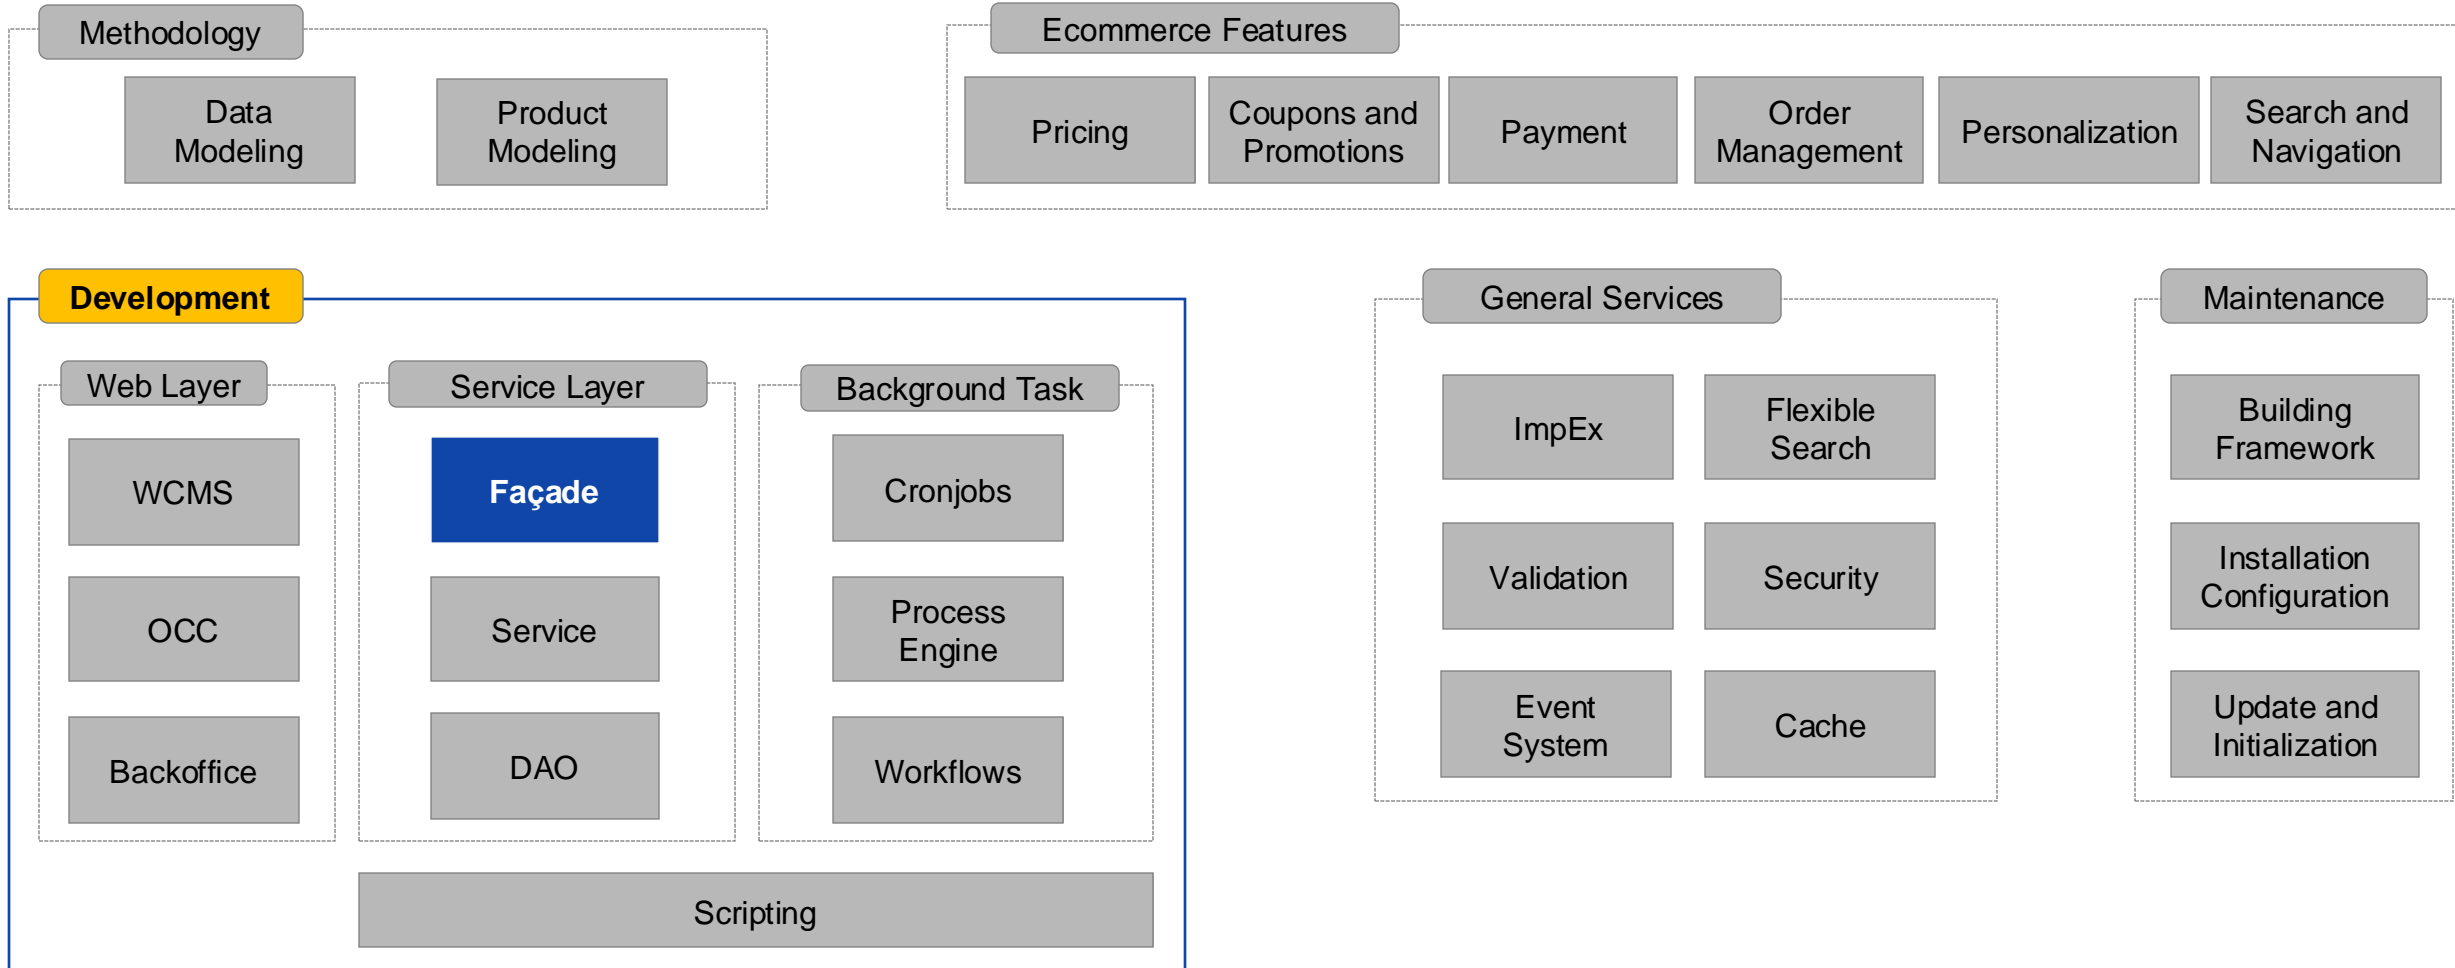 Methodology
Data
Modeling
Product
Modeling
Ecommerce Features
Pricing
Coupons and
Promotions
Payment
Order
Management
Personalization
Search and
Navigation
Development
Web Layer
WCMS
OCC
Backoffice
Service Layer
Façade
Service
DAO
Background Task
Cronjobs
Process
Engine
Workflows
Scripting
General Services
ImpEx
Flexible
Search
Validation
Security
Event
System
Cache
Maintenance
Building
Framework
Installation
Configuration
Update and
Initialization